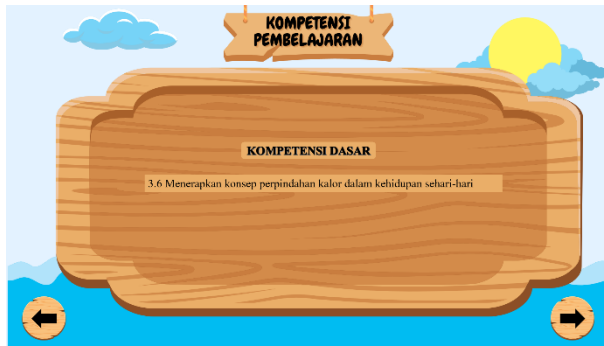 KOMPETENSI
PEMBELAJARAN
KOMPETENSI DASAR
3.6 Menerapkan konsep perpindahan kalor dalam kehidupan sehari-hari